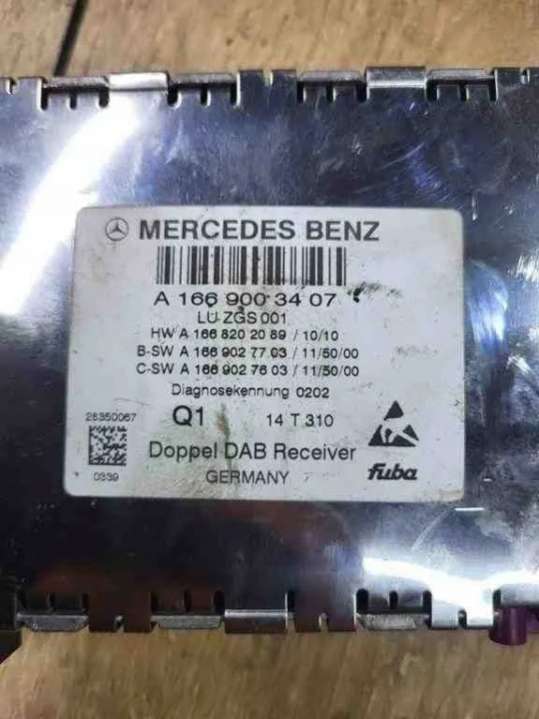 MERCEDES BENZ
A 166 900 34 07
LU ZGS 001
HW A 166 820 20 89 / 10/10
B-SW A 166 902 77 03 / 11/50/00
C-SW A 166 902 76 03 / 11/50/00
Diagnosekennung 0202
28350067
Q1 14 T 310
Doppel DAB Receiver
0339
GERMANY
fuba